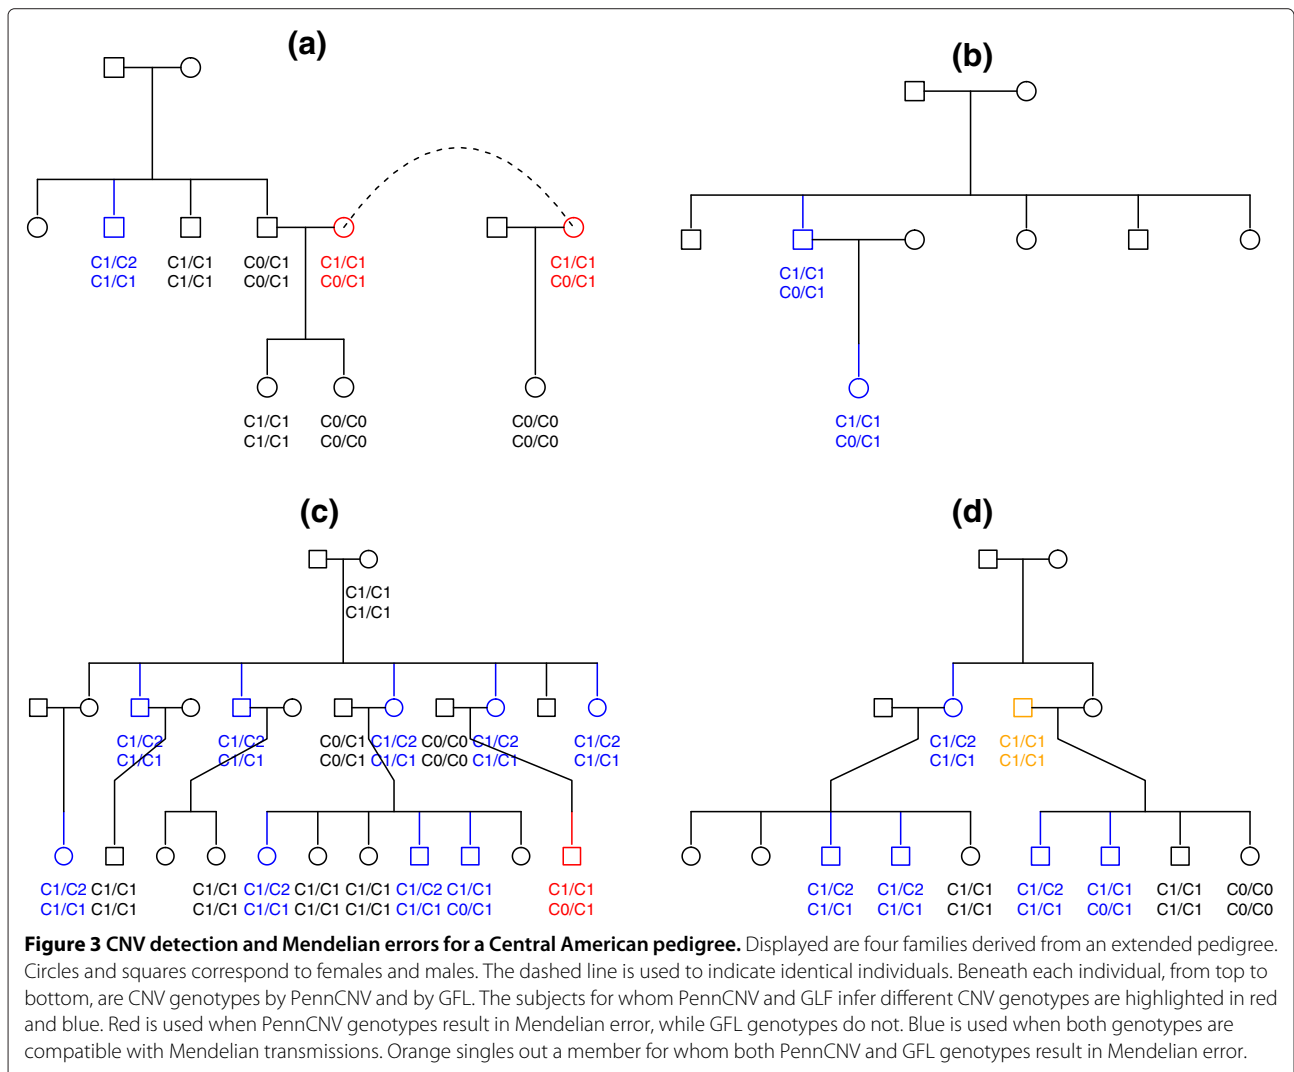 (a)
(b)
C1/C2 C1/C1 C0/C1 C1/C1 C1/C1
C1/C1 C1/C1 C0/C1 C0/C1 C0/C1
C1/C1
C0/C1
C1/C1 C0/C0 C0/C0
C1/C1 C0/C0 C0/C0
C1/C1
C0/C1
(c)
(d)
C1/C1
C1/C1
C1/C2 C1/C2 C0/C1 C1/C2 C0/C0 C1/C2 C1/C2
C1/C1 C1/C1 C0/C1 C1/C1 C0/C0 C1/C1 C1/C1
C1/C2 C1/C1
C1/C1 C1/C1
C1/C2 C1/C1 C1/C1 C1/C2 C1/C1 C1/C1 C1/C2 C1/C1 C1/C1
C1/C1 C1/C1 C1/C1 C1/C1 C1/C1 C1/C1 C1/C1 C0/C1 C0/C1
C1/C2 C1/C2 C1/C1 C1/C2 C1/C1 C1/C1 C0/C0
C1/C1 C1/C1 C1/C1 C1/C1 C0/C1 C1/C1 C0/C0
Figure 3 CNV detection and Mendelian errors for a Central American pedigree. Displayed are four families derived from an extended pedigree.
Circles and squares correspond to females and males. The dashed line is used to indicate identical individuals. Beneath each individual, from top to
bottom, are CNV genotypes by PennCNV and by GFL. The subjects for whom PennCNV and GLF infer different CNV genotypes are highlighted in red
and blue. Red is used when PennCNV genotypes result in Mendelian error, while GFL genotypes do not. Blue is used when both genotypes are
compatible with Mendelian transmissions. Orange singles out a member for whom both PennCNV and GFL genotypes result in Mendelian error.